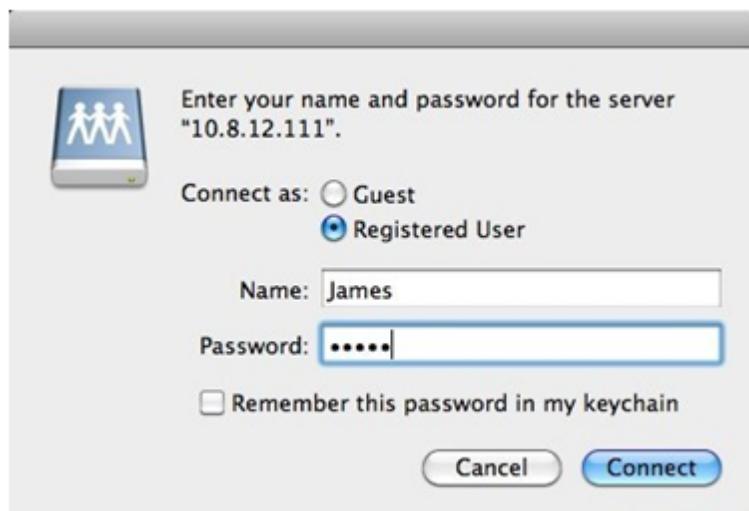 Enter your name and password for the server
"10.8.12.111".
Connect as: Guest
Registered User
Name: James
Password: •••••
Remember this password in my keychain
Cancel Connect